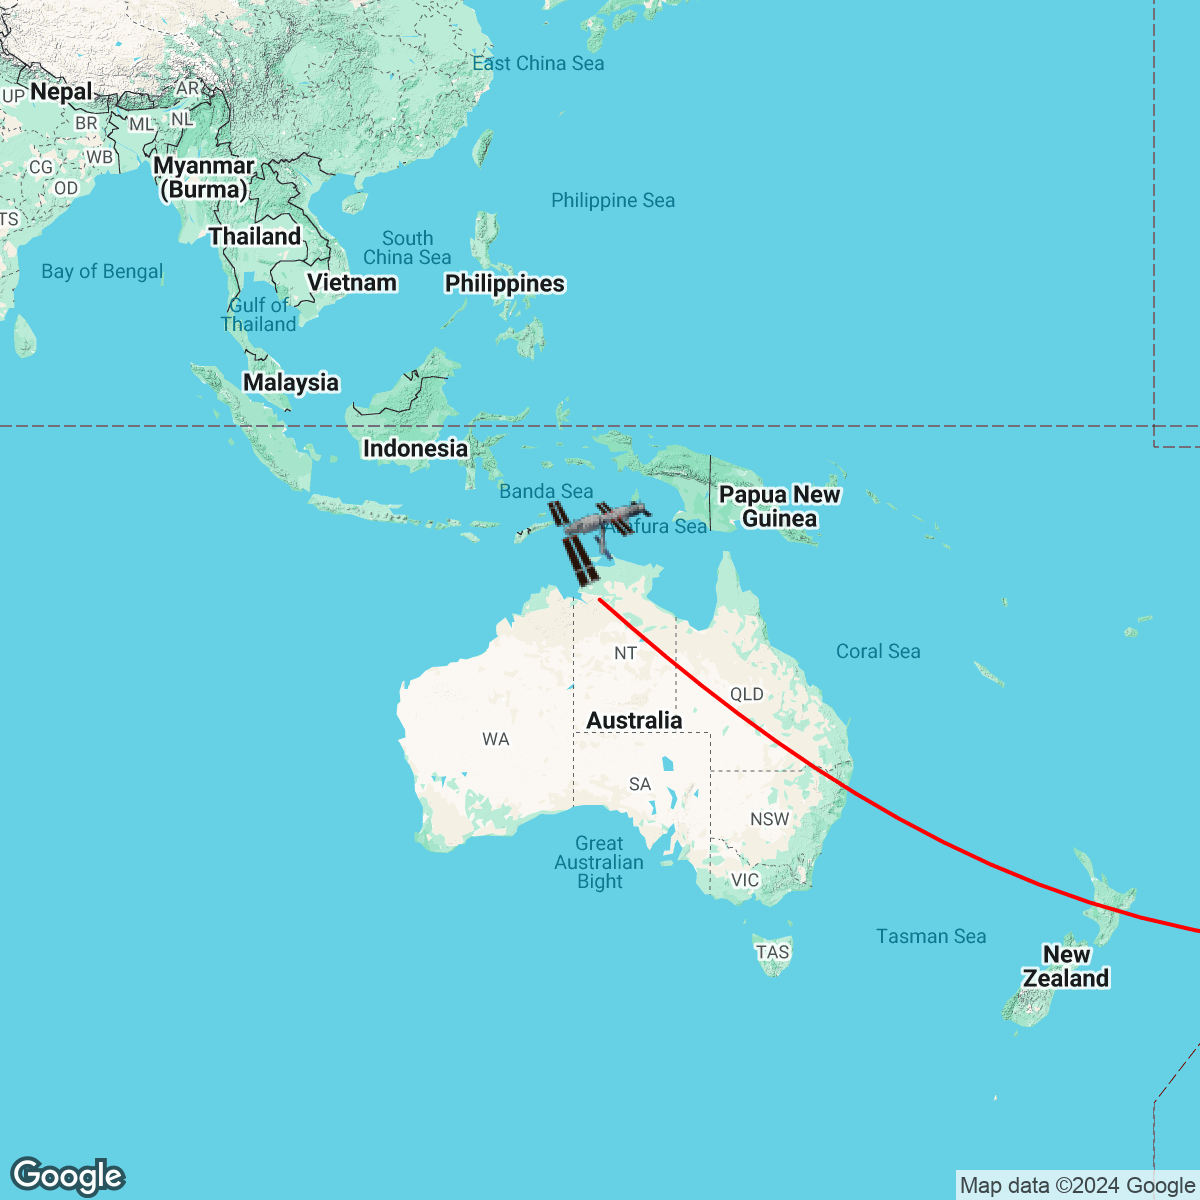 East China Sea
Nepal
AR
UP
BR
ML
NL
WB
CG
Myanmar
(Burma)
OD
Philippine Sea
TS
Thailand
South
China Sea
Bay of Bengal
Vietnam
Philippines
Gulf of
Thailand
Malaysia
Indonesia
Banda Sea
Papua New
Guinea
Arafura Sea
NT
Coral Sea
QLD
Australia
WA
SA
NSW
Great
Australian
Bight
VIC
Tasman Sea
TAS
New
Zealand
Google
Map data ©2024 Google